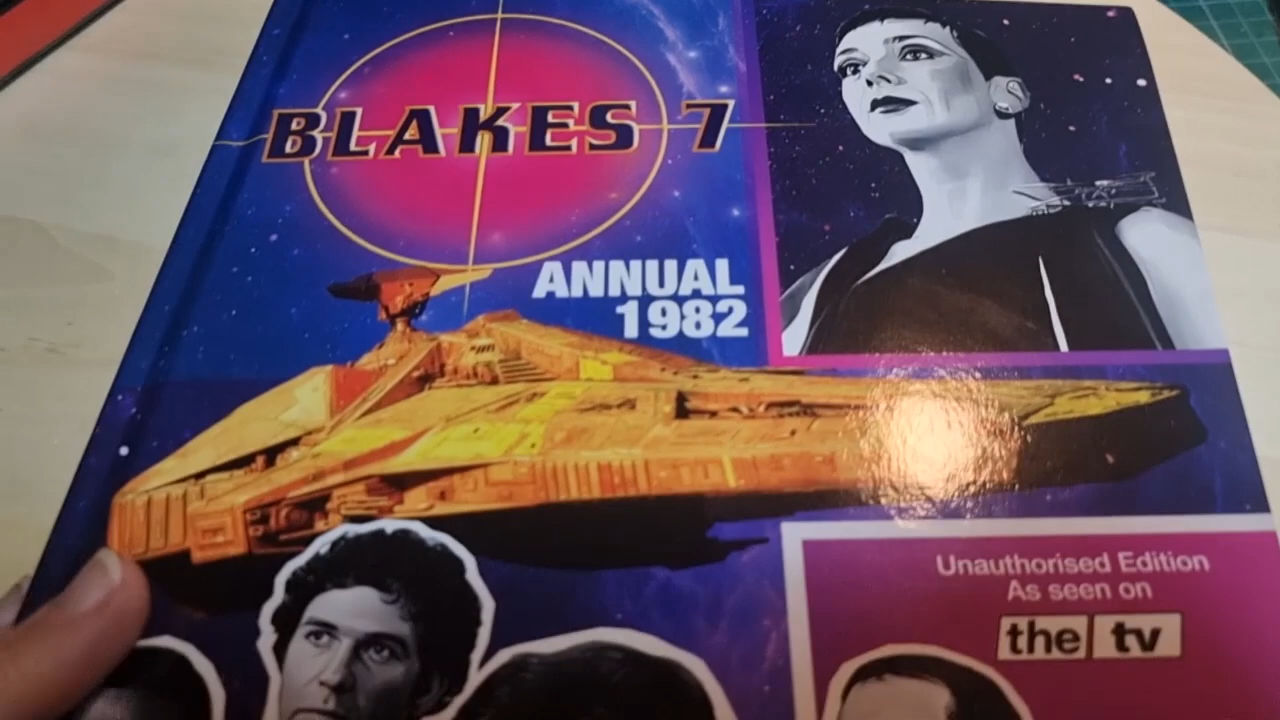 BLAKES 7
ANNUAL
1982
Unauthorised Edition
As seen on
the tv